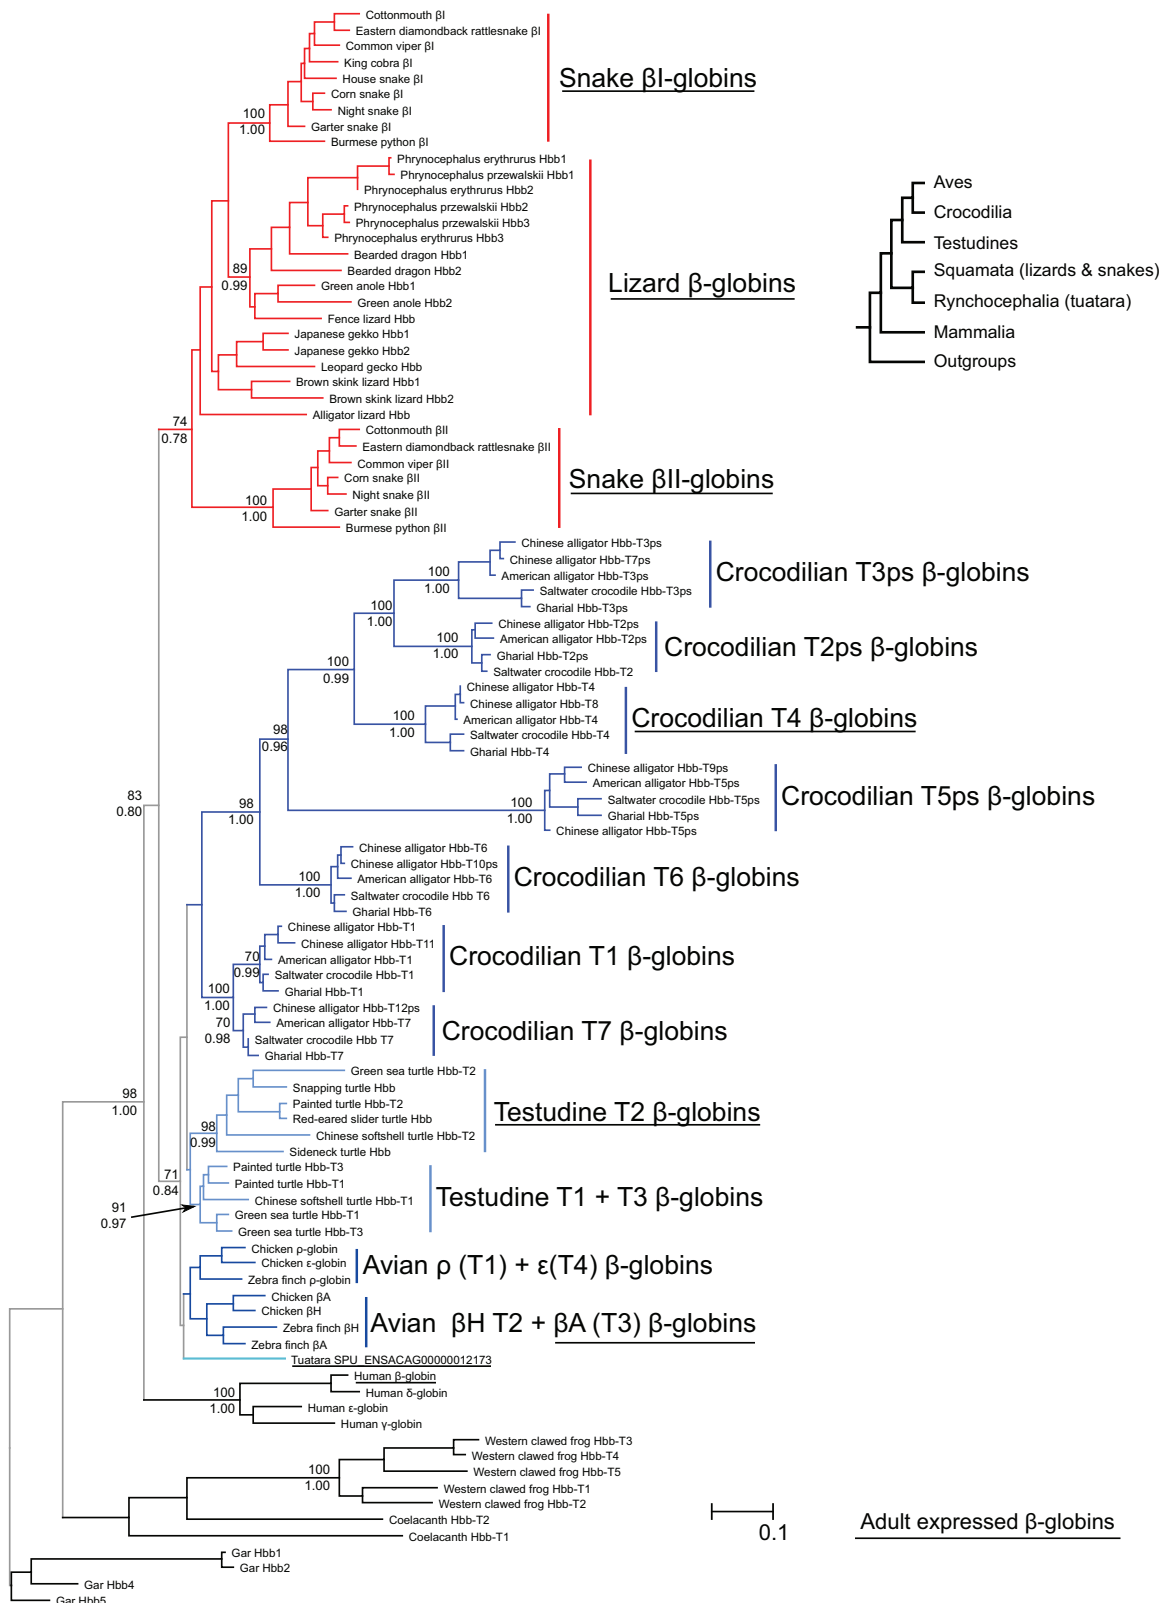 Cottonmouth βI
Eastern diamondback rattlesnake βI
Common viper βI
King cobra βI
House snake βI
Corn snake βI
Night snake βI
Garter snake βI
Burmese python βI
100
1.00
Snake βI-globins
Phrynocephalus erythrurus Hbb1
Phrynocephalus przewalskii Hbb1
Phrynocephalus erythrurus Hbb2
Phrynocephalus przewalskii Hbb2
Phrynocephalus przewalskii Hbb3
Phrynocephalus erythrurus Hbb3
Bearded dragon Hbb1
Bearded dragon Hbb2
Green anole Hbb1
Green anole Hbb2
Fence lizard Hbb
Japanese gekko Hbb1
Japanese gekko Hbb2
Leopard gecko Hbb
Brown skink lizard Hbb1
Brown skink lizard Hbb2
Alligator lizard Hbb
89
0.99
Lizard β-globins
Aves
Crocodilia
Testudines
Squamata (lizards & snakes)
Rynchocephalia (tuatara)
Mammalia
Outgroups
74
0.78
Cottonmouth βII
Eastern diamondback rattlesnake βII
Common viper βII
Corn snake βII
Night snake βII
Garter snake βII
Burmese python βII
100
1.00
Snake βII-globins
Chinese alligator Hbb-T3ps
Chinese alligator Hbb-T7ps
American alligator Hbb-T3ps
Saltwater crocodile Hbb-T3ps
Gharial Hbb-T3ps
100
1.00
Crocodilian T3ps β-globins
100
1.00
Chinese alligator Hbb-T2ps
American alligator Hbb-T2ps
Gharial Hbb-T2ps
Saltwater crocodile Hbb-T2
100
1.00
Crocodilian T2ps β-globins
100
0.99
Chinese alligator Hbb-T4
Chinese alligator Hbb-T8
American alligator Hbb-T4
Saltwater crocodile Hbb-T4
Gharial Hbb-T4
100
1.00
Crocodilian T4 β-globins
98
0.96
Chinese alligator Hbb-T9ps
American alligator Hbb-T5ps
Saltwater crocodile Hbb-T5ps
Gharial Hbb-T5ps
Chinese alligator Hbb-T5ps
100
1.00
Crocodilian T5ps β-globins
83
0.80
98
1.00
Chinese alligator Hbb-T6
Chinese alligator Hbb-T10ps
American alligator Hbb-T6
Saltwater crocodile Hbb T6
Gharial Hbb-T6
100
1.00
Crocodilian T6 β-globins
Chinese alligator Hbb-T1
Chinese alligator Hbb-T11
American alligator Hbb-T1
Saltwater crocodile Hbb-T1
Gharial Hbb-T1
70
0.99
Crocodilian T1 β-globins
100
1.00
Chinese alligator Hbb-T12ps
American alligator Hbb-T7
Saltwater crocodile Hbb T7
Gharial Hbb-T7
70
0.98
Crocodilian T7 β-globins
98
1.00
Green sea turtle Hbb-T2
Snapping turtle Hbb
Painted turtle Hbb-T2
Red-eared slider turtle Hbb
Chinese softshell turtle Hbb-T2
Sideneck turtle Hbb
98
0.99
Testudine T2 β-globins
71
0.84
Painted turtle Hbb-T3
Painted turtle Hbb-T1
Chinese softshell turtle Hbb-T1
Green sea turtle Hbb-T1
Green sea turtle Hbb-T3
91
0.97
Testudine T1 + T3 β-globins
Chicken ρ-globin
Chicken ε-globin
Zebra finch ρ-globin
Avian ρ (T1) + ε(T4) β-globins
Chicken βA
Chicken βH
Zebra finch βH
Zebra finch βA
Avian βH T2 + βA (T3) β-globins
Tuatara SPU_ENSACAG00000012173
Human β-globin
Human δ-globin
Human ε-globin
Human γ-globin
100
1.00
Western clawed frog Hbb-T3
Western clawed frog Hbb-T4
Western clawed frog Hbb-T5
Western clawed frog Hbb-T1
Western clawed frog Hbb-T2
100
1.00
Coelacanth Hbb-T2
Coelacanth Hbb-T1
0.1
Adult expressed β-globins
Gar Hbb1
Gar Hbb2
Gar Hbb4
Gar Hbb5